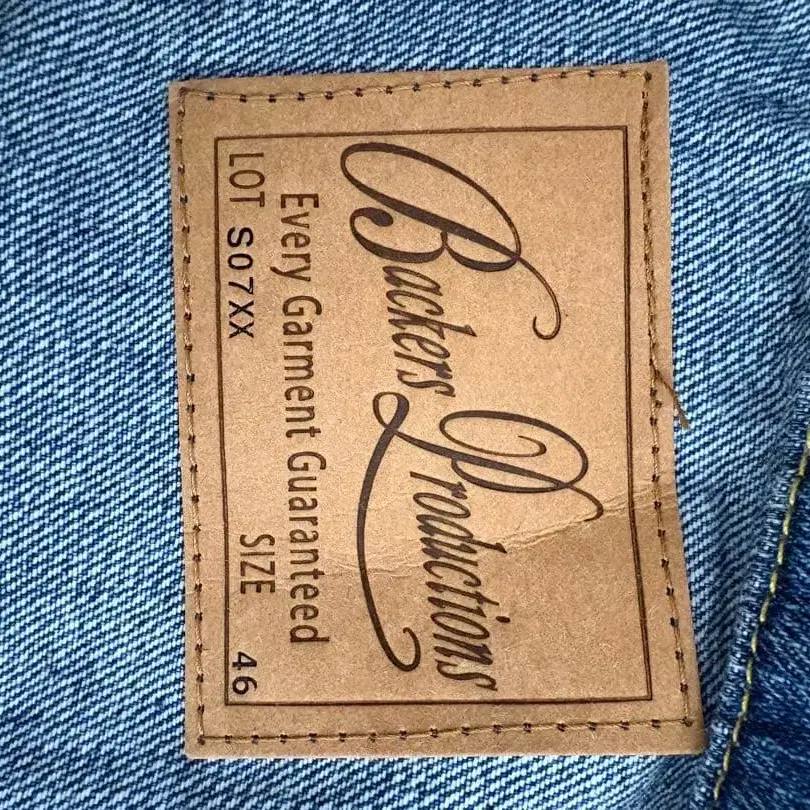 Backers Productions
Every Garment Guaranteed
LOT S07XX SIZE 46